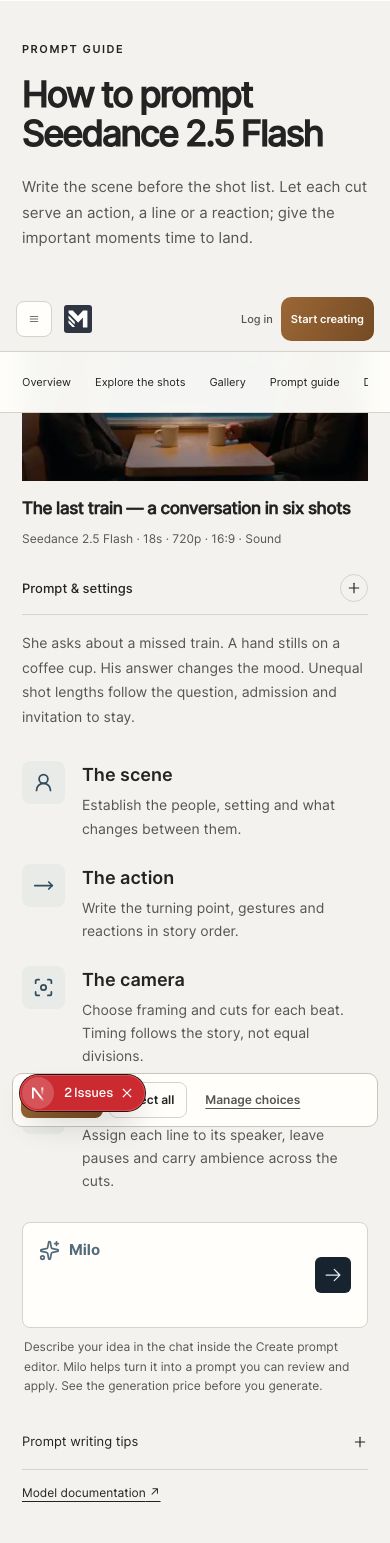 PROMPT GUIDE
How to prompt
Seedance 2.5 Flash
Write the scene before the shot list. Let each cut
serve an action, a line or a reaction; give the
important moments time to land.
Log in
Start creating
Overview
Explore the shots
Gallery
Prompt guide
The last train — a conversation in six shots
Seedance 2.5 Flash · 18s · 720p · 16:9 · Sound
Prompt & settings
She asks about a missed train. A hand stills on a
coffee cup. His answer changes the mood. Unequal
shot lengths follow the question, admission and
invitation to stay.
The scene
Establish the people, setting and what
changes between them.
The action
Write the turning point, gestures and
reactions in story order.
The camera
Choose framing and cuts for each beat.
Timing follows the story, not equal
divisions.
2 Issues
all
Manage choices
Assign each line to its speaker, leave
pauses and carry ambience across the
cuts.
Milo
Describe your idea in the chat inside the Create prompt
editor. Milo helps turn it into a prompt you can review and
apply. See the generation price before you generate.
Prompt writing tips
Model documentation ↗